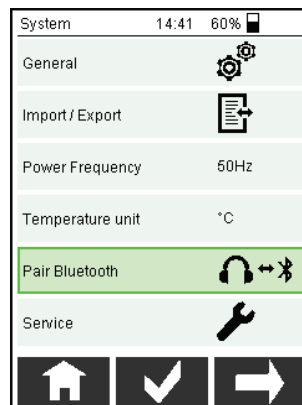 System 14:41 60%
General
Import / Export
Power Frequency 50Hz
Temperature unit °C
Pair Bluetooth
Service